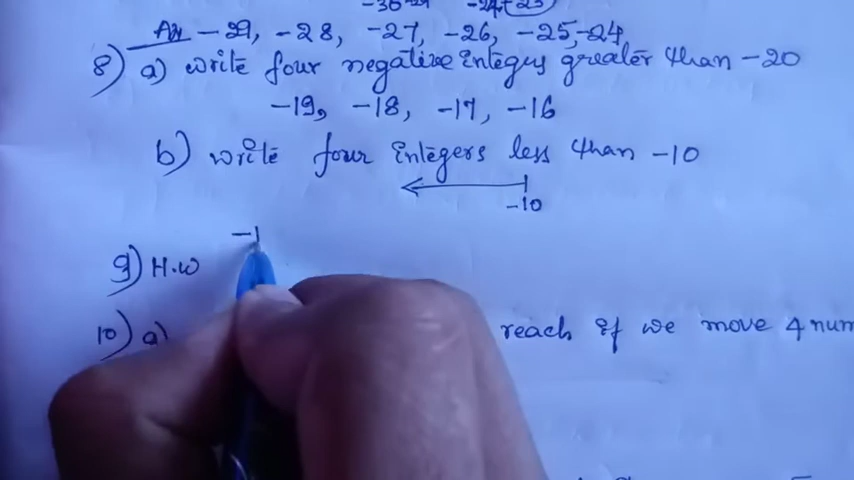 -30
Ans -29, -28, -27, -26, -25, -24
8) a) write four negative integers greater than -20
-19, -18, -17, -16
b) write four integers less than -10
-10
-1
9) H.W
10) a) reach if we move 4 num